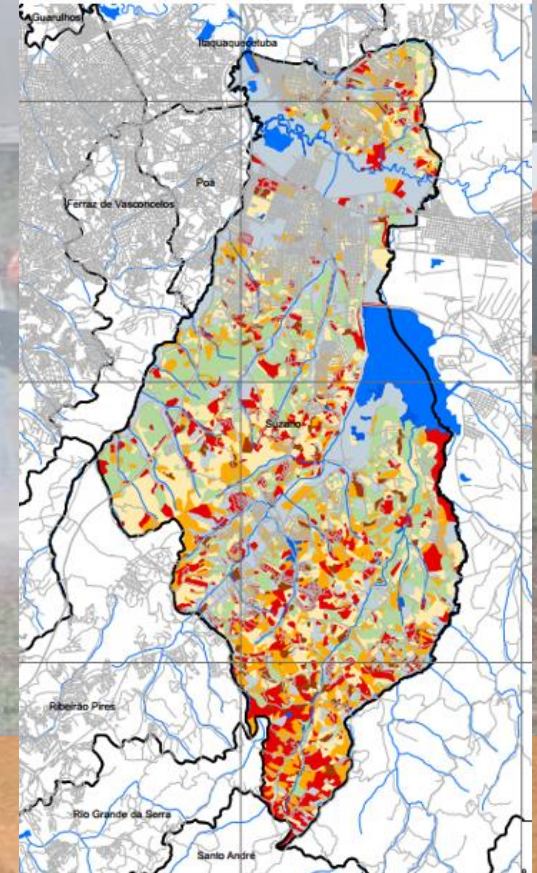 Guarulhos
Itaquaquecetuba
Poá
Ferraz de Vasconcelos
Suzano
Ribeirão Pires
Rio Grande da Serra
Santo André